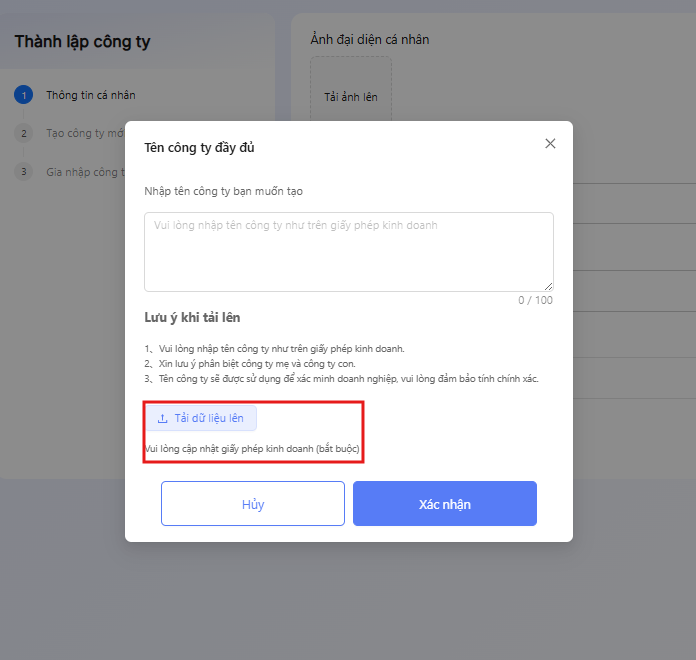 Thành lập công ty
1 Thông tin cá nhân
2 Tạo công ty mớ
3 Gia nhập công t
Ảnh đại diện cá nhân
Tải ảnh lên
Tên công ty đầy đủ
Nhập tên công ty bạn muốn tạo
Vui lòng nhập tên công ty như trên giấy phép kinh doanh
0 / 100
Lưu ý khi tải lên
1、Vui lòng nhập tên công ty như trên giấy phép kinh doanh.
2、Xin lưu ý phân biệt công ty mẹ và công ty con.
3、Tên công ty sẽ được sử dụng để xác minh doanh nghiệp, vui lòng đảm bảo tính chính xác.
Tải dữ liệu lên
Vui lòng cập nhật giấy phép kinh doanh (bắt buộc)
Hủy
Xác nhận